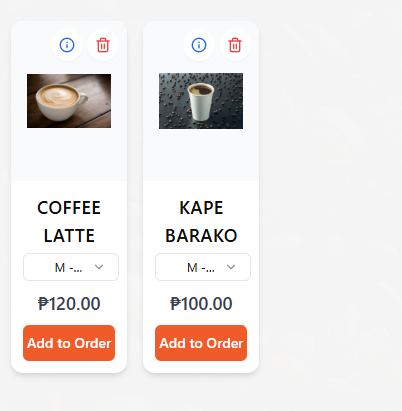 COFFEE
LATTE
M -...
₱120.00
Add to Order
KAPE
BARAKO
M -...
₱100.00
Add to Order